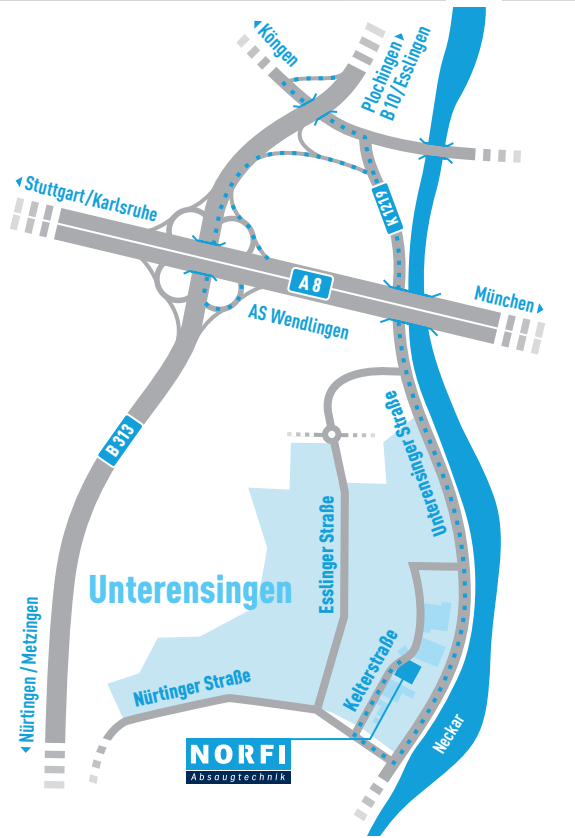 Köngen
Plochingen
B10/Esslingen
K 1219
Stuttgart/Karlsruhe
A 8
München
AS Wendlingen
B 313
Unterensinger Straße
Esslinger Straße
Unterensingen
Nürtingen/Metzingen
Kelterstraße
Nürtinger Straße
Neckar
NORFI
Absaugtechnik